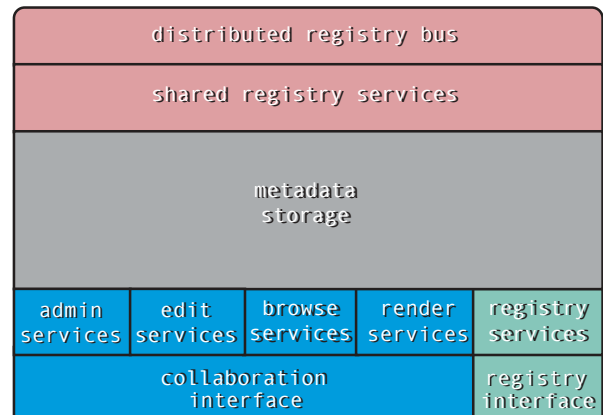 distributed registry bus
shared registry services
metadata
storage
admin
services
edit
services
browse
services
render
services
registry
services
collaboration
interface
registry
interface